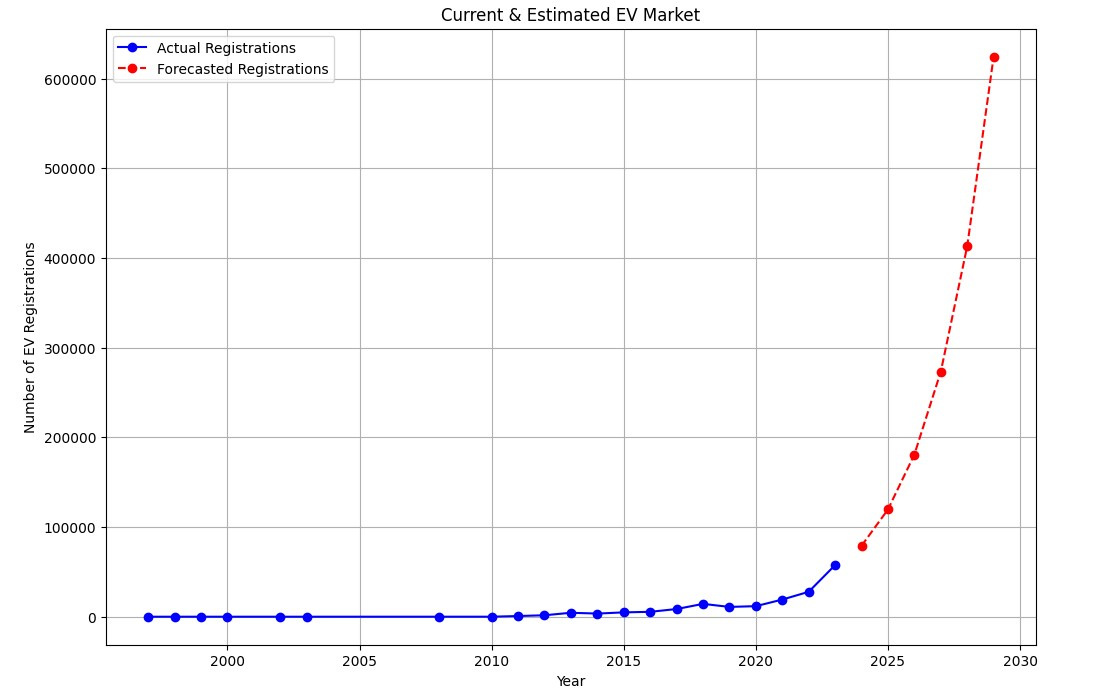 Current & Estimated EV Market
Actual Registrations
Forecasted Registrations
Number of EV Registrations
600000
500000
400000
300000
200000
100000
0
2000 2005 2010 2015 2020 2025 2030
Year